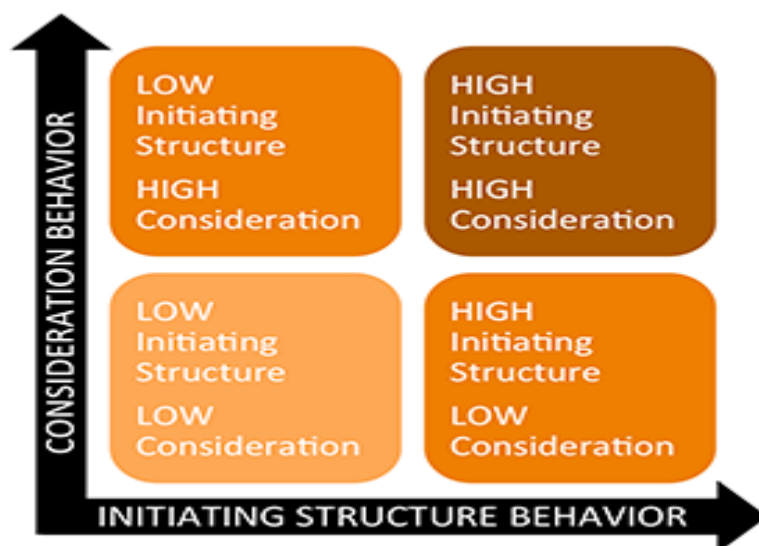 CONSIDERATION BEHAVIOR
LOW
Initiating
Structure
HIGH
Consideration
HIGH
Initiating
Structure
HIGH
Consideration
LOW
Initiating
Structure
LOW
Consideration
HIGH
Initiating
Structure
LOW
Consideration
INITIATING STRUCTURE BEHAVIOR